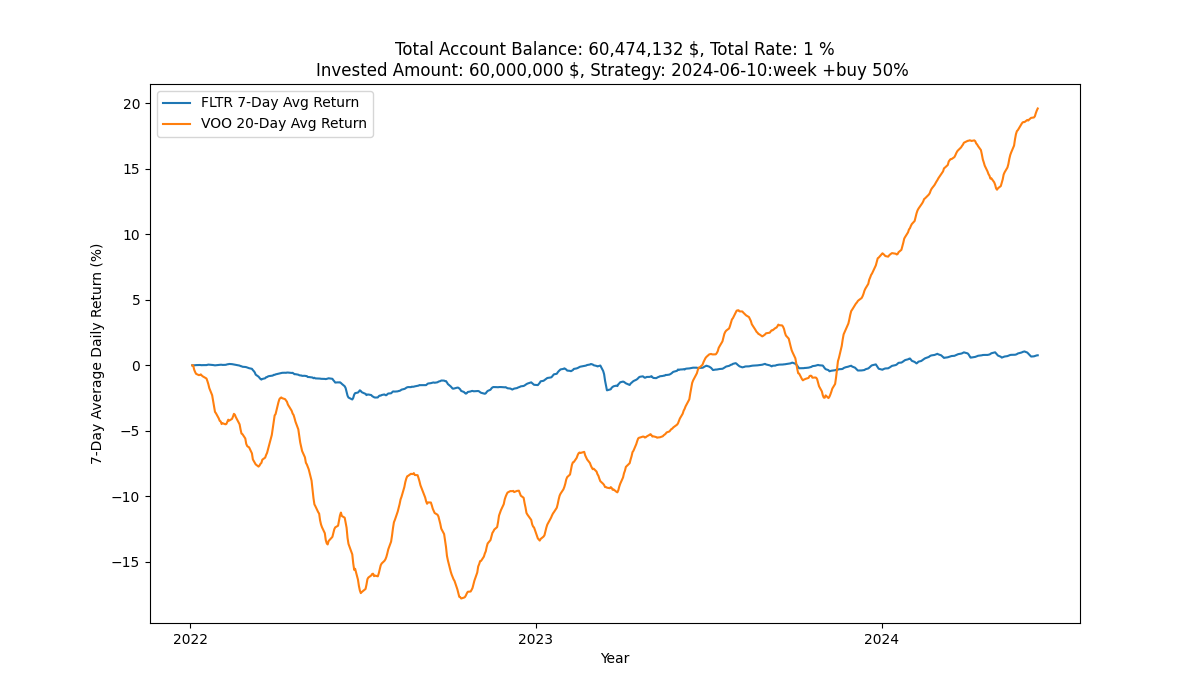 Total Account Balance: 60,474,132 $, Total Rate: 1 %
Invested Amount: 60,000,000 $, Strategy: 2024-06-10:week +buy 50%
FLTR 7-Day Avg Return
VOO 20-Day Avg Return
20
15
10
5
0
−5
−10
−15
7-Day Average Daily Return (%)
2022
2023
2024
Year